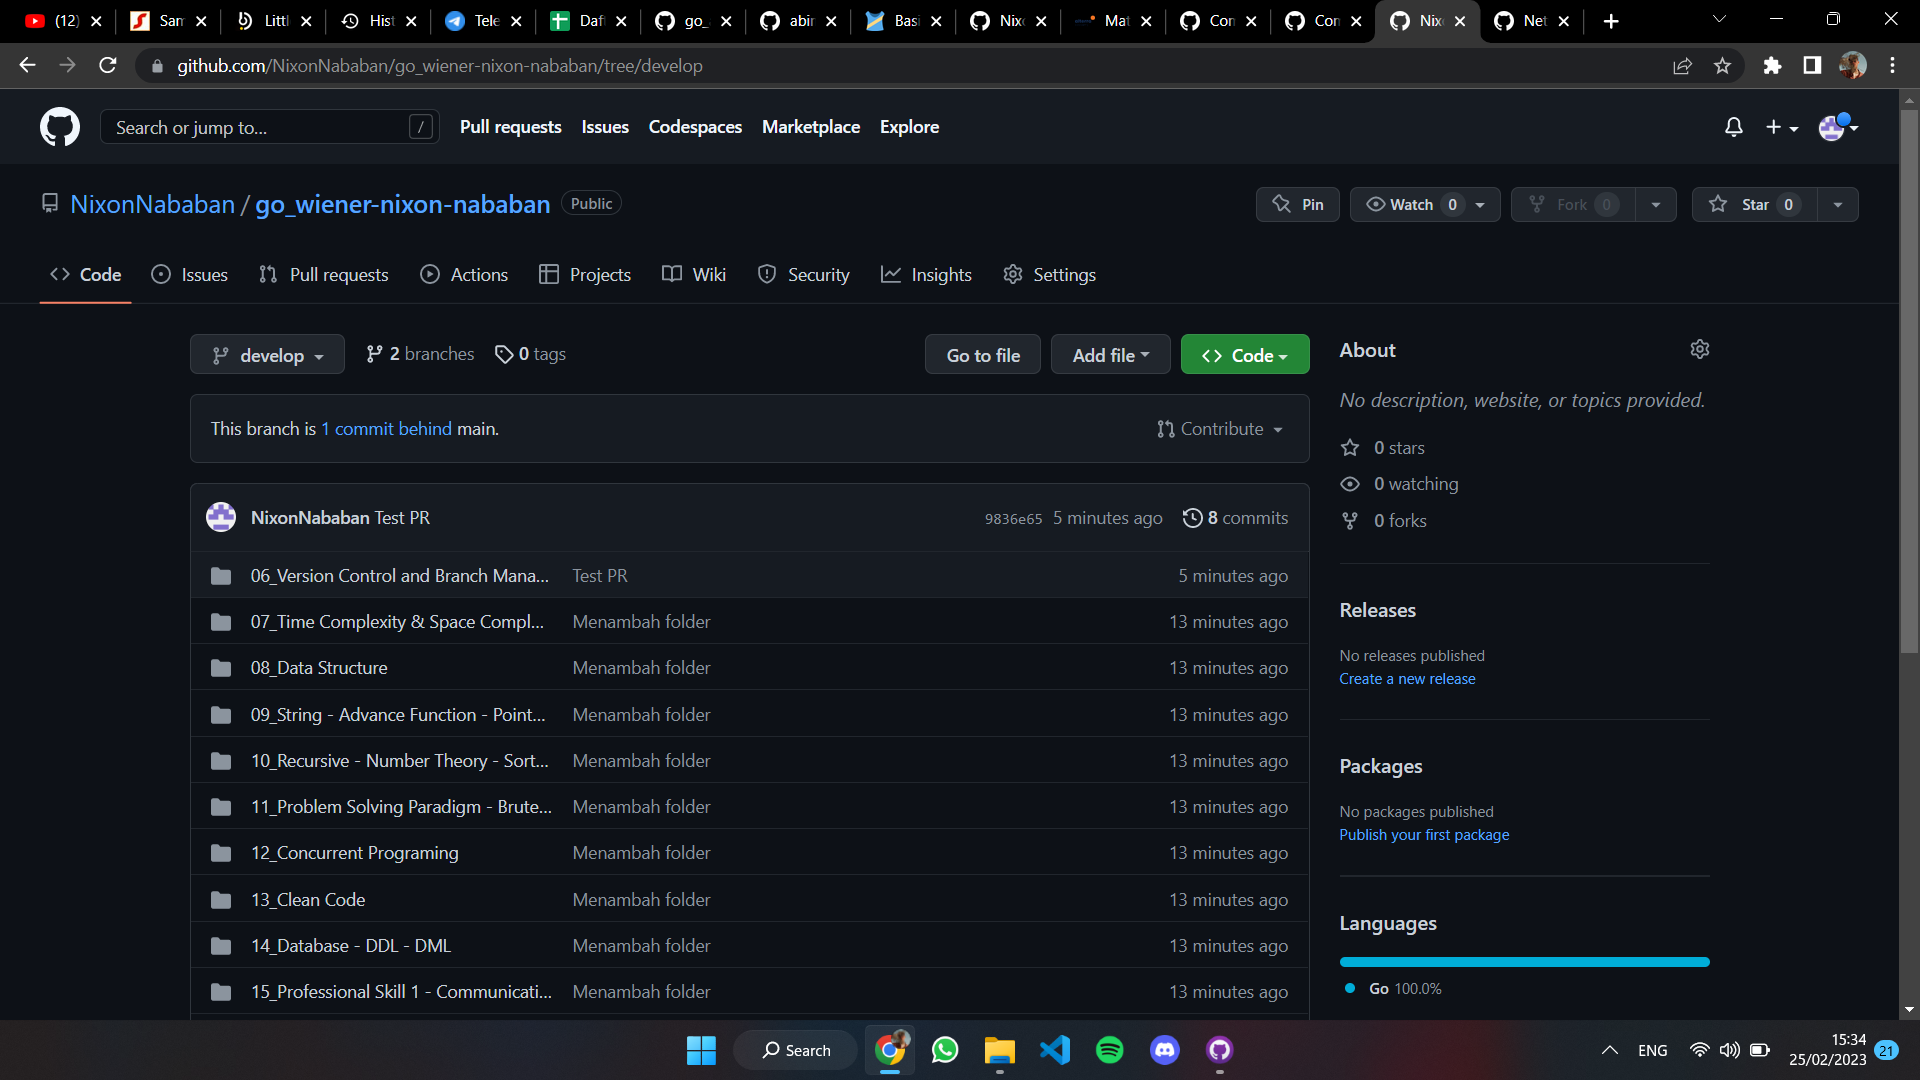 (12)
Sam
Littl
Hist
Tele
Daft
go_
abin
Basi
Nixo
Mat
Con
Con
Nix
Net
github.com/NixonNababan/go_wiener-nixon-nababan/tree/develop
Search or jump to...
/
Pull requests
Issues
Codespaces
Marketplace
Explore
NixonNababan / go_wiener-nixon-nababan
Public
Pin
Watch 0
Fork 0
Star 0
Code
Issues
Pull requests
Actions
Projects
Wiki
Security
Insights
Settings
develop
2 branches
0 tags
Go to file
Add file
Code
This branch is 1 commit behind main.
Contribute
NixonNababan Test PR
9836e65 5 minutes ago
8 commits
06_Version Control and Branch Mana... Test PR 5 minutes ago
07_Time Complexity & Space Compl... Menambah folder 13 minutes ago
08_Data Structure Menambah folder 13 minutes ago
09_String - Advance Function - Point... Menambah folder 13 minutes ago
10_Recursive - Number Theory - Sort... Menambah folder 13 minutes ago
11_Problem Solving Paradigm - Brute... Menambah folder 13 minutes ago
12_Concurrent Programing Menambah folder 13 minutes ago
13_Clean Code Menambah folder 13 minutes ago
14_Database - DDL - DML Menambah folder 13 minutes ago
15_Professional Skill 1 - Communicati... Menambah folder 13 minutes ago
About
No description, website, or topics provided.
0 stars
0 watching
0 forks
Releases
No releases published
Create a new release
Packages
No packages published
Publish your first package
Languages
Go 100.0%
Search
ENG
15:34
25/02/2023
21